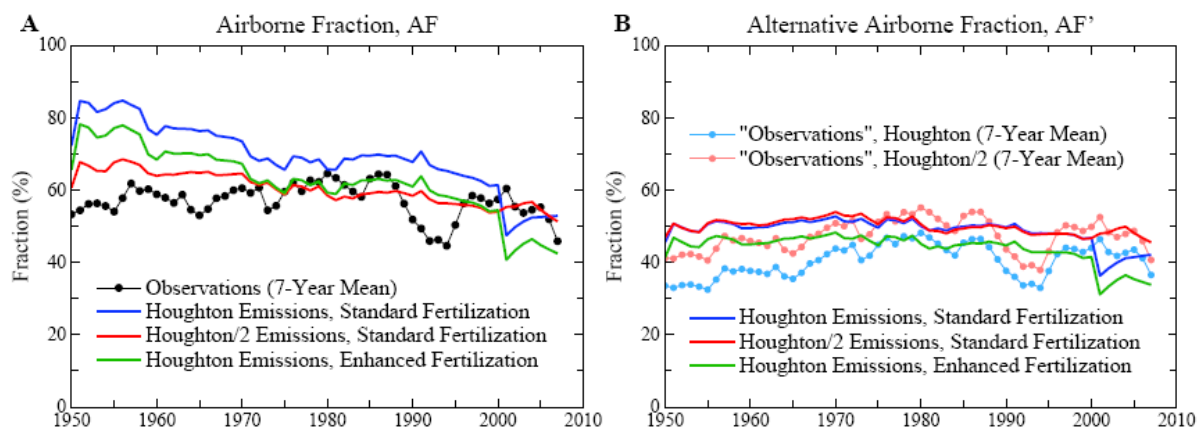 A Airborne Fraction, AF
100
80
60
40
20
0
Fraction (%)
Observations (7-Year Mean)
Houghton Emissions, Standard Fertilization
Houghton/2 Emissions, Standard Fertilization
Houghton Emissions, Enhanced Fertilization
1950 1960 1970 1980 1990 2000 2010
B Alternative Airborne Fraction, AF'
100
80
60
40
20
0
Fraction (%)
"Observations", Houghton (7-Year Mean)
"Observations", Houghton/2 (7-Year Mean)
Houghton Emissions, Standard Fertilization
Houghton/2 Emissions, Standard Fertilization
Houghton Emissions, Enhanced Fertilization
1950 1960 1970 1980 1990 2000 2010